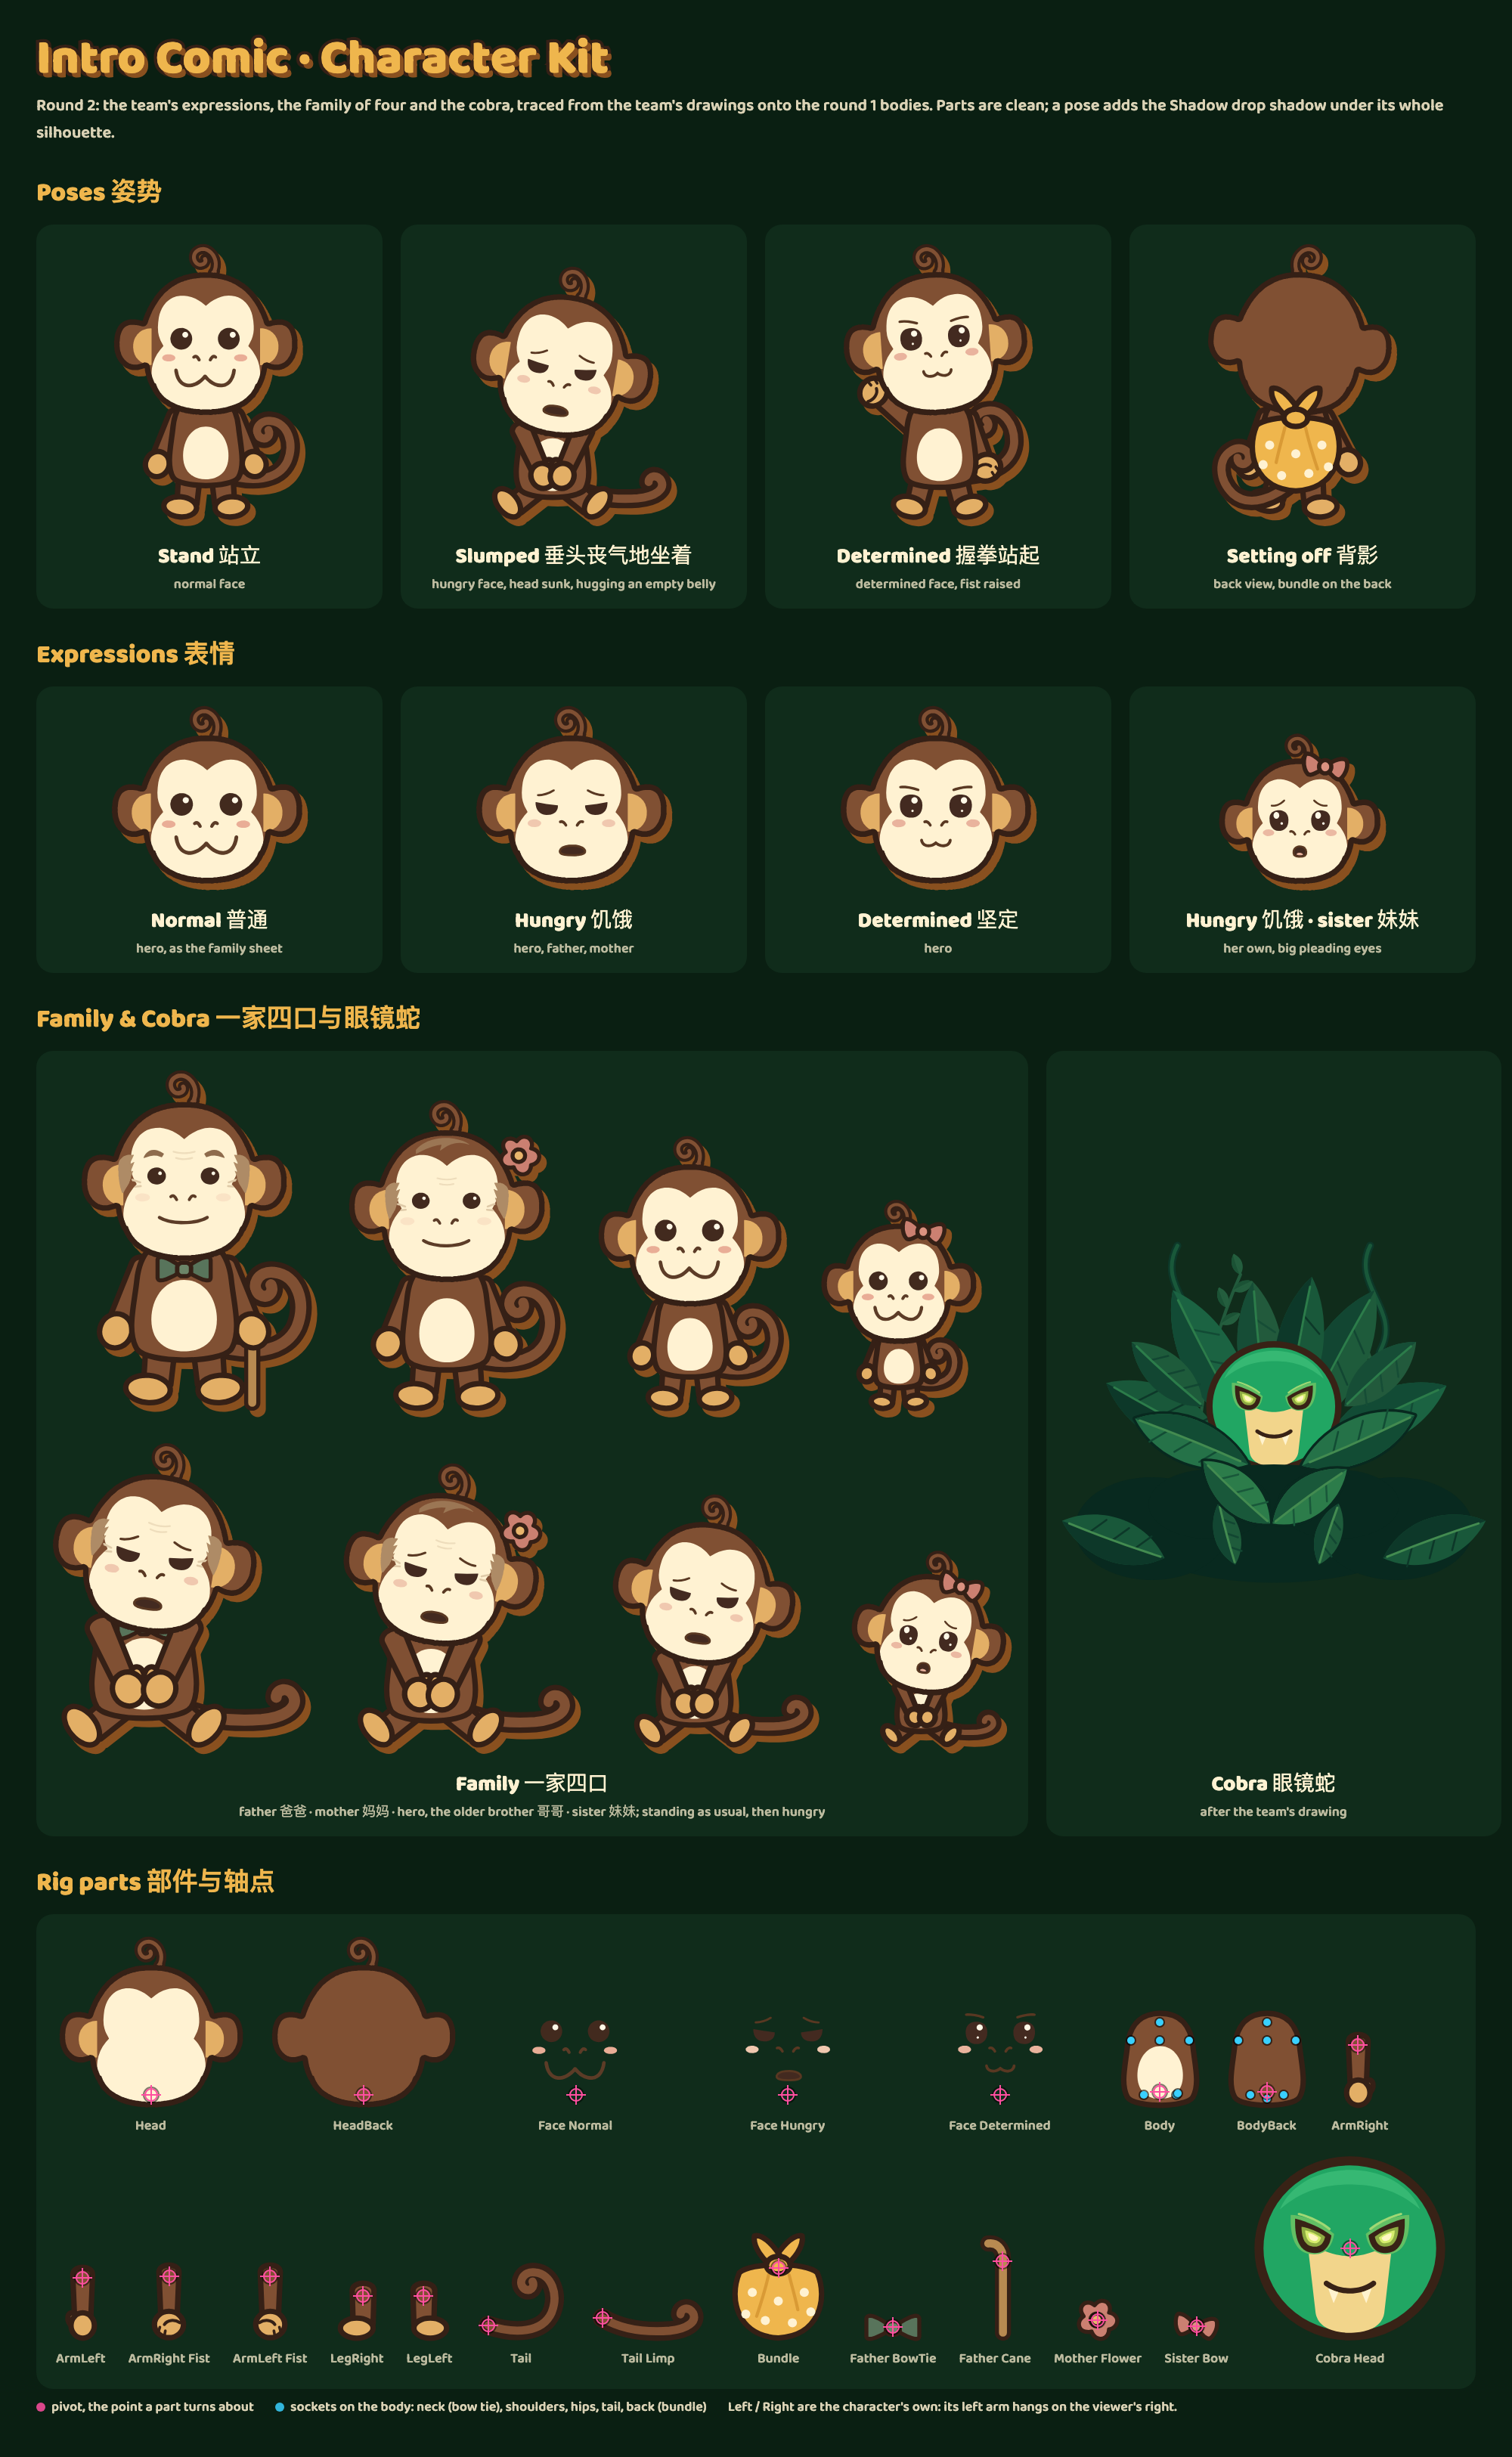 Intro Comic · Character Kit
Round 2: the team's expressions, the family of four and the cobra, traced from the team's drawings onto the round 1 bodies. Parts are clean; a pose adds the Shadow drop shadow under its whole
silhouette.
Poses 姿势
Stand 站立
normal face
Slumped 垂头丧气地坐着
hungry face, head sunk, hugging an empty belly
Determined 握拳站起
determined face, fist raised
Setting off 背影
back view, bundle on the back
Expressions 表情
Normal 普通
hero, as the family sheet
Hungry 饥饿
hero, father, mother
Determined 坚定
hero
Hungry 饥饿 · sister 妹妹
her own, big pleading eyes
Family & Cobra 一家四口与眼镜蛇
Family 一家四口
father 爸爸 · mother 妈妈 · hero, the older brother 哥哥 · sister 妹妹; standing as usual, then hungry
Cobra 眼镜蛇
after the team's drawing
Rig parts 部件与轴点
Head
HeadBack
Face Normal
Face Hungry
Face Determined
Body
BodyBack
ArmRight
ArmLeft
ArmRight Fist
ArmLeft Fist
LegRight
LegLeft
Tail
Tail Limp
Bundle
Father BowTie
Father Cane
Mother Flower
Sister Bow
Cobra Head
pivot, the point a part turns about
sockets on the body: neck (bow tie), shoulders, hips, tail, back (bundle)
Left / Right are the character's own: its left arm hangs on the viewer's right.